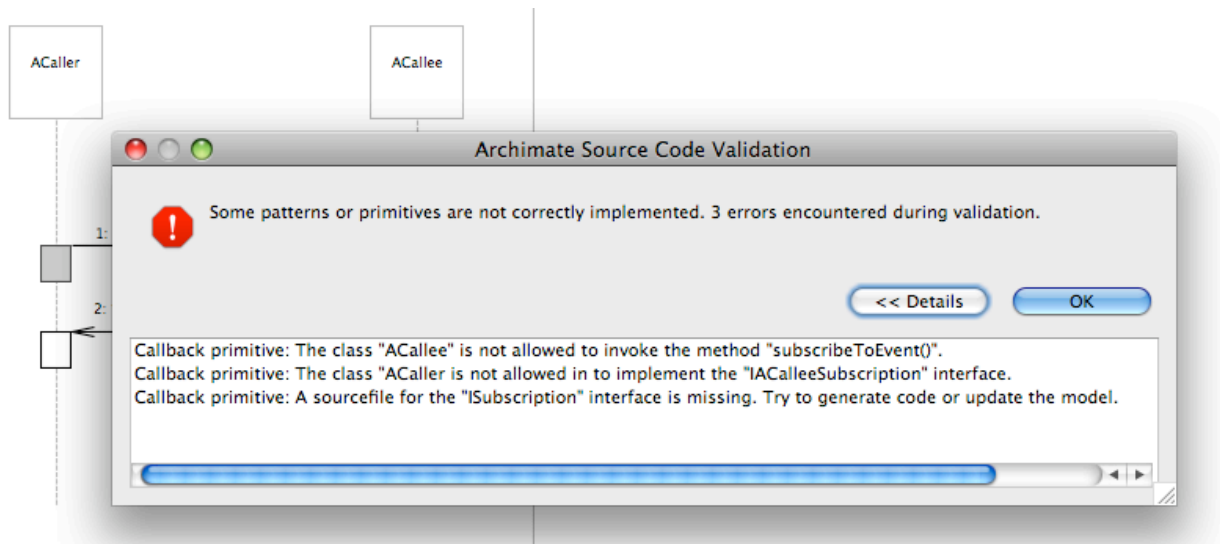 ACaller
ACallee
Archimate Source Code Validation
Some patterns or primitives are not correctly implemented. 3 errors encountered during validation.
1:
<< Details
OK
2:
Callback primitive: The class "ACallee" is not allowed to invoke the method "subscribeToEvent()".
Callback primitive: The class "ACaller is not allowed in to implement the "IACalleeSubscription" interface.
Callback primitive: A sourcefile for the "ISubscription" interface is missing. Try to generate code or update the model.